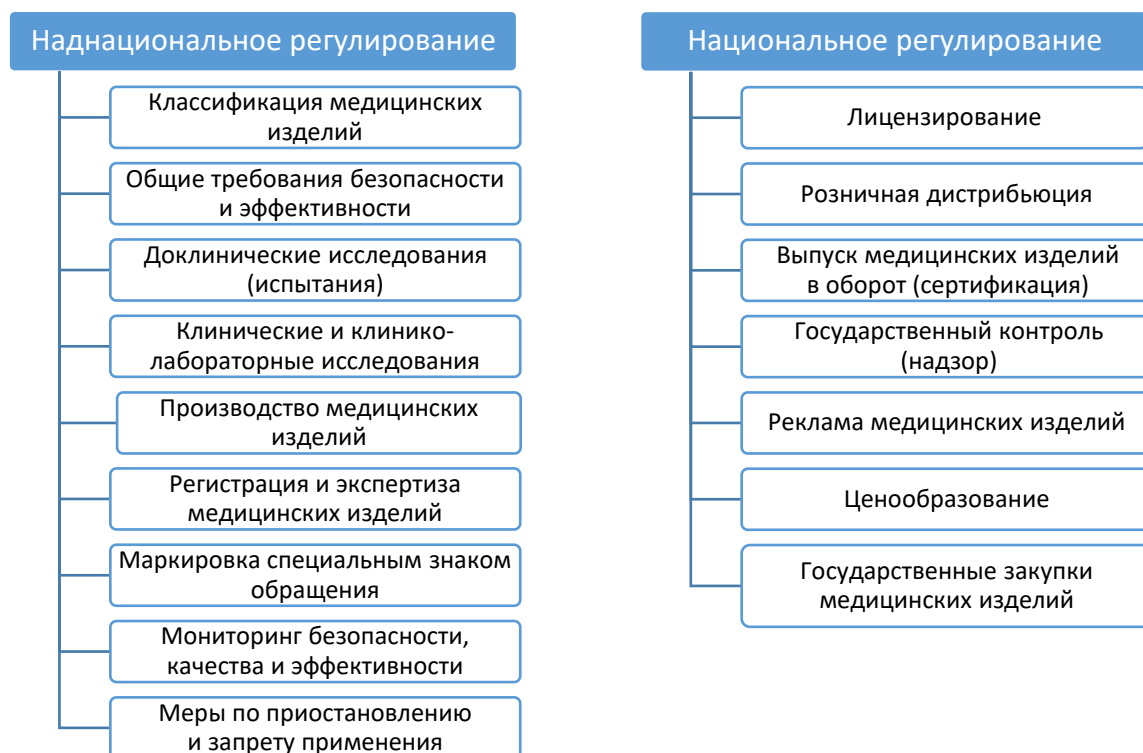 Наднациональное регулирование
Классификация медицинских
изделий
Общие требования безопасности
и эффективности
Доклинические исследования
(испытания)
Клинические и клинико-
лабораторные исследования
Производство медицинских
изделий
Регистрация и экспертиза
медицинских изделий
Маркировка специальным знаком
обращения
Мониторинг безопасности,
качества и эффективности
Меры по приостановлению
и запрету применения
Национальное регулирование
Лицензирование
Розничная дистрибьюция
Выпуск медицинских изделий
в оборот (сертификация)
Государственный контроль
(надзор)
Реклама медицинских изделий
Ценообразование
Государственные закупки
медицинских изделий